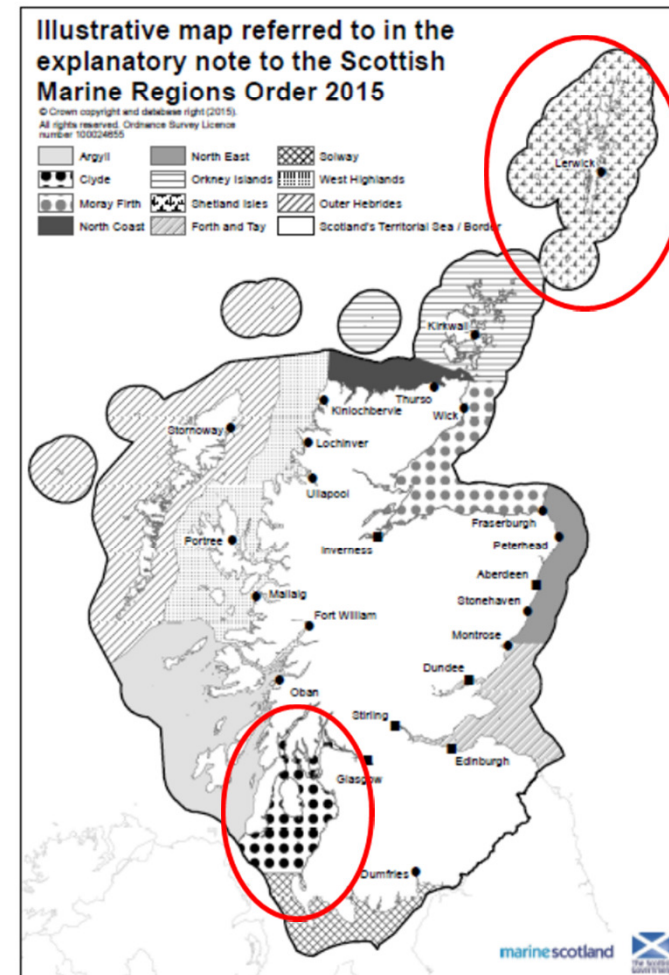 Illustrative map referred to in the
explanatory note to the Scottish
Marine Regions Order 2015
© Crown copyright and database right (2015).
All rights reserved. Ordnance Survey Licence
number 100024655
Argyll North East Solway
Clyde Orkney Islands West Highlands
Moray Firth Shetland Isles Outer Hebrides
North Coast Forth and Tay Scotland's Territorial Sea / Border
Lerwick
Kirkwall
Thurso
Kinlochbervie
Wick
Stornoway
Lochinver
Ullapool
Fraserburgh
Portree
Inverness
Peterhead
Aberdeen
Mallaig
Stonehaven
Fort William
Montrose
Dundee
Oban
Stirling
Glasgow
Edinburgh
Dumfries
marinescotland